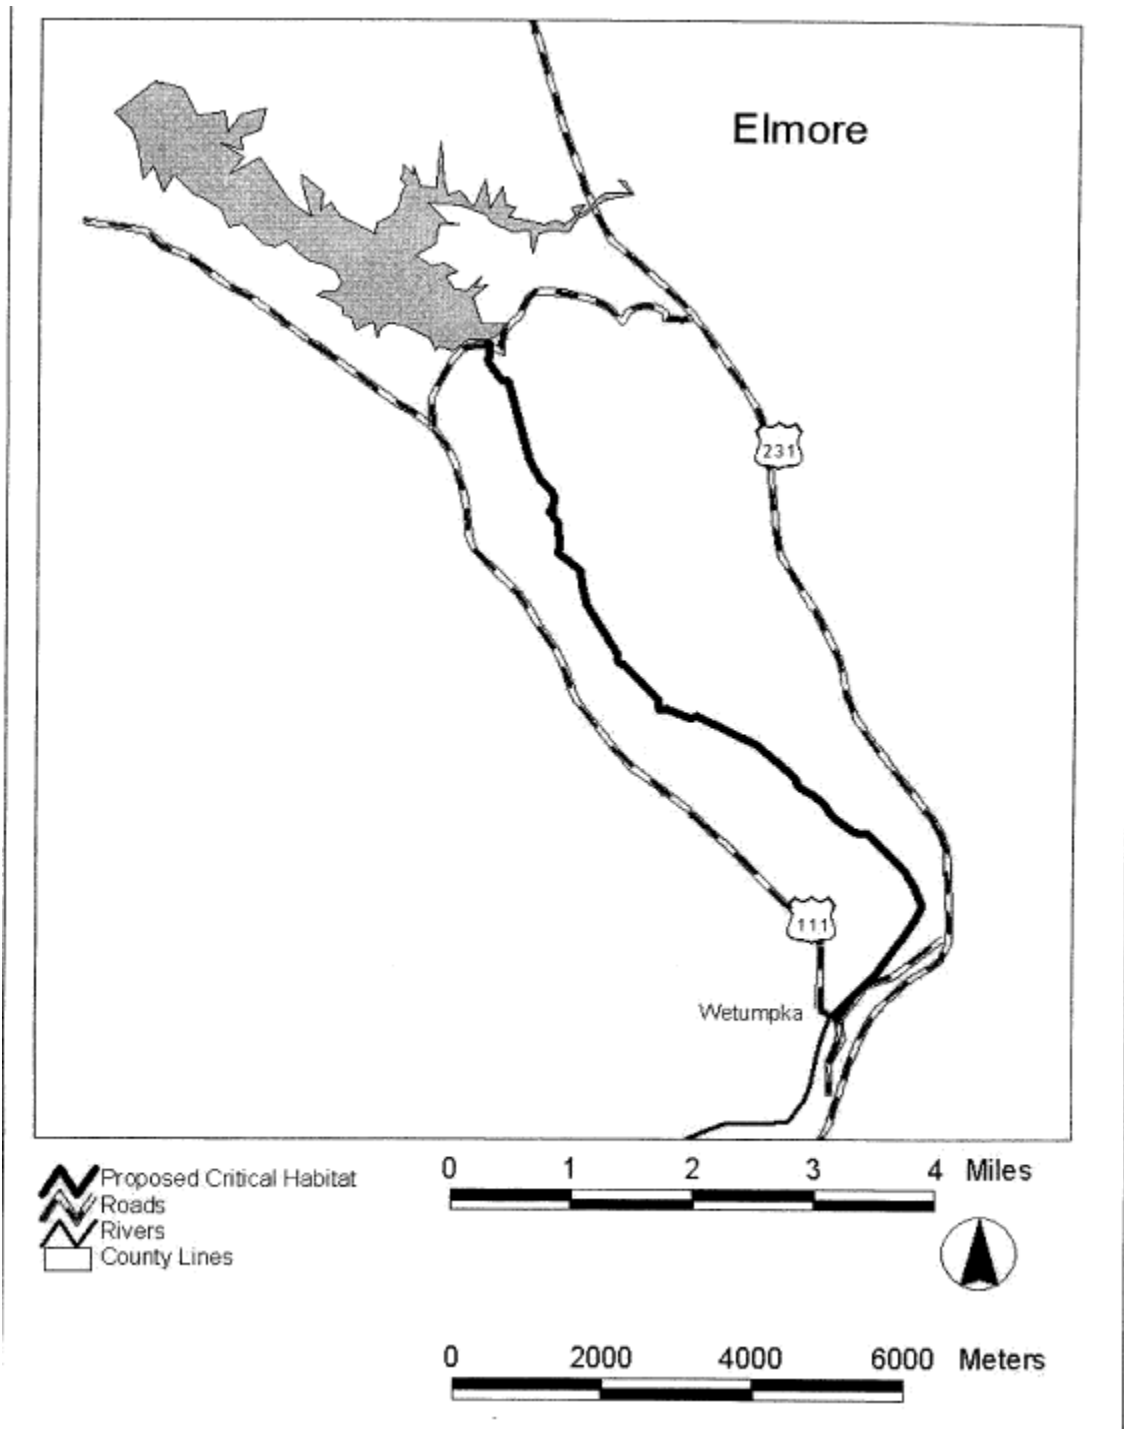 Elmore
231
111
Wetumpka
Proposed Critical Habitat
Roads
Rivers
County Lines
0 1 2 3 4 Miles
0 2000 4000 6000 Meters